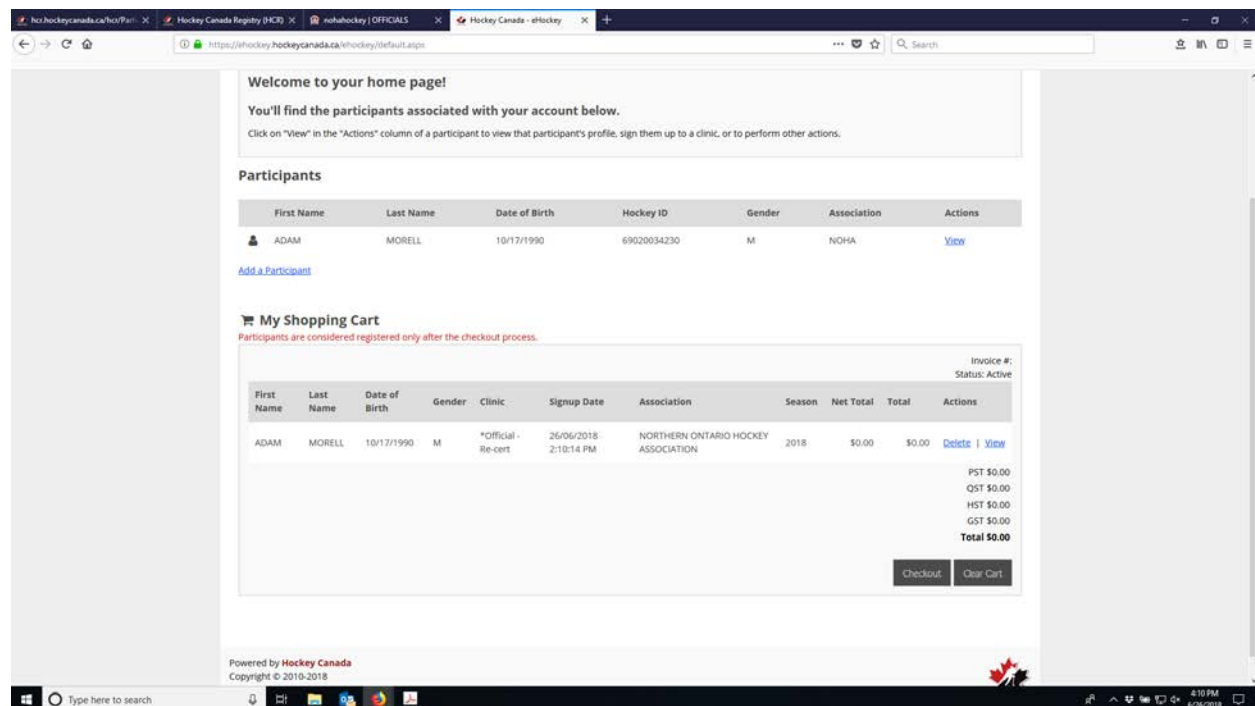 hcr.hockeycanada.ca/hcr/Parti
Hockey Canada Registry (HCR)
nohahockey | OFFICIALS
Hockey Canada - eHockey
https://ehockey.hockeycanada.ca/ehockey/default.aspx
Search
Welcome to your home page!
You'll find the participants associated with your account below.
Click on "View" in the "Actions" column of a participant to view that participant's profile, sign them up to a clinic, or to perform other actions.
Participants
First Name Last Name Date of Birth Hockey ID Gender Association Actions
ADAM MORELL 10/17/1990 69020034230 M NOHA View
Add a Participant
My Shopping Cart
Participants are considered registered only after the checkout process.
Invoice #:
Status: Active
First Name Last Name Date of Birth Gender Clinic Signup Date Association Season Net Total Total Actions
ADAM MORELL 10/17/1990 M *Official - Re-cert 26/06/2018 2:10:14 PM NORTHERN ONTARIO HOCKEY ASSOCIATION 2018 $0.00 $0.00 Delete | View
PST $0.00
QST $0.00
HST $0.00
GST $0.00
Total $0.00
Checkout Clear Cart
Powered by Hockey Canada
Copyright © 2010-2018
Type here to search
4:10 PM
6/26/2018